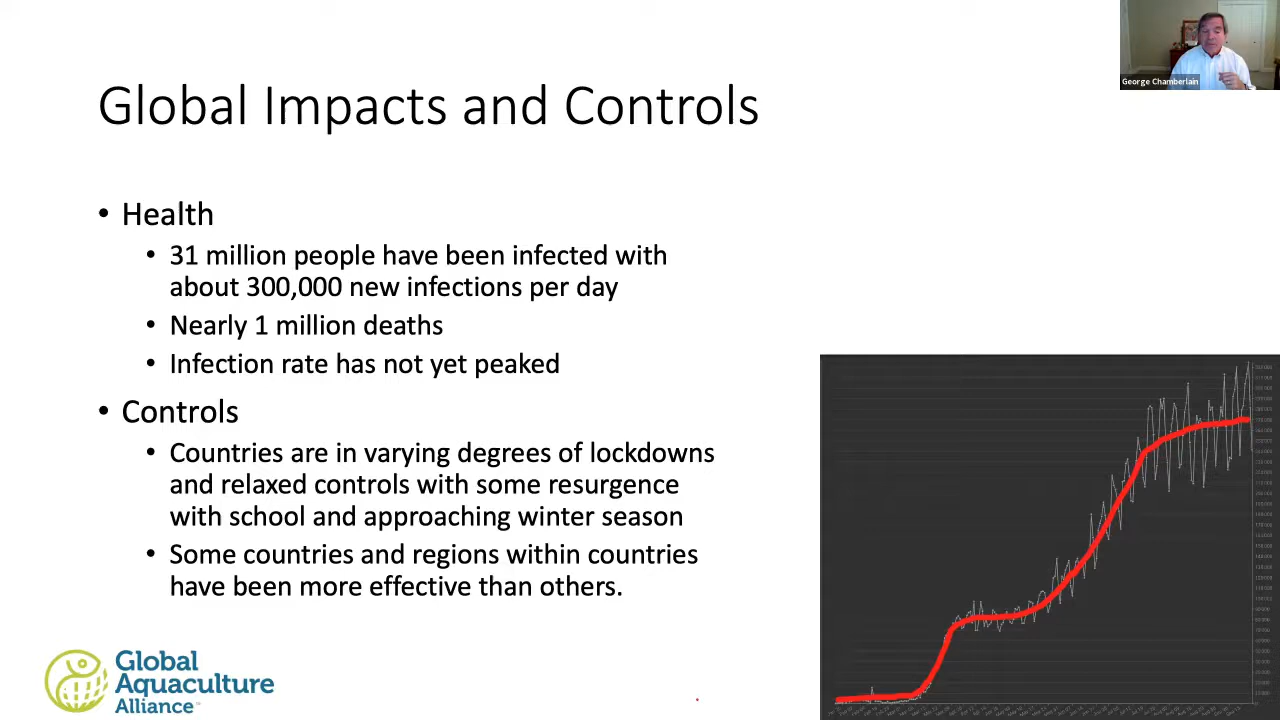 George Chamberlain
Global Impacts and Controls
• Health
• 31 million people have been infected with
about 300,000 new infections per day
• Nearly 1 million deaths
• Infection rate has not yet peaked
• Controls
• Countries are in varying degrees of lockdowns
and relaxed controls with some resurgence
with school and approaching winter season
• Some countries and regions within countries
have been more effective than others.
Global
Aquaculture
Alliance